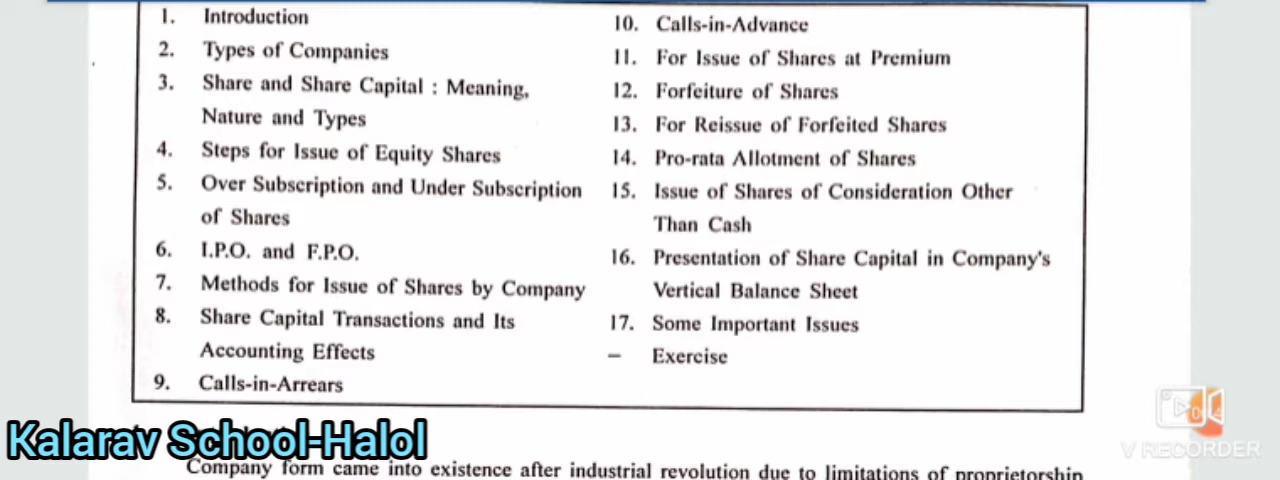 1. Introduction
2. Types of Companies
3. Share and Share Capital : Meaning,
Nature and Types
4. Steps for Issue of Equity Shares
5. Over Subscription and Under Subscription
of Shares
6. I.P.O. and F.P.O.
7. Methods for Issue of Shares by Company
8. Share Capital Transactions and Its
Accounting Effects
9. Calls-in-Arrears
10. Calls-in-Advance
11. For Issue of Shares at Premium
12. Forfeiture of Shares
13. For Reissue of Forfeited Shares
14. Pro-rata Allotment of Shares
15. Issue of Shares of Consideration Other
Than Cash
16. Presentation of Share Capital in Company's
Vertical Balance Sheet
17. Some Important Issues
– Exercise
Kalarav School-Halol
V RECORDER
Company form came into existence after industrial revolution due to limitations of proprietorship